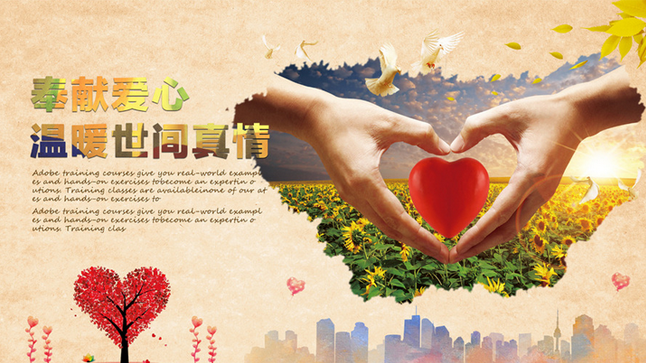 奉献爱心
温暖世间真情
Adobe training courses give you real-world exampl
es and hands-on exercises tobecome an expertin o
utions. Training classes are availableinone of our at
es and hands-on exercises to
Adobe training courses give you real-world exampl
es and hands-on exercises tobecome an expertin o
utions. Training clas